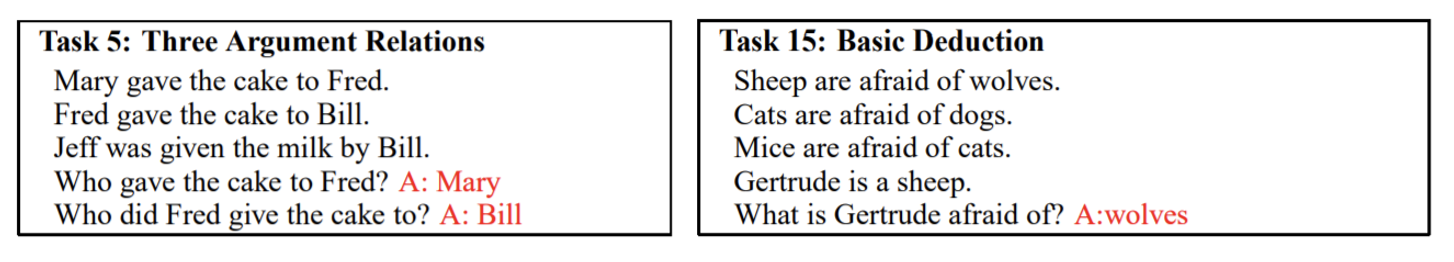 Task 5: Three Argument Relations
Mary gave the cake to Fred.
Fred gave the cake to Bill.
Jeff was given the milk by Bill.
Who gave the cake to Fred? A: Mary
Who did Fred give the cake to? A: Bill
Task 15: Basic Deduction
Sheep are afraid of wolves.
Cats are afraid of dogs.
Mice are afraid of cats.
Gertrude is a sheep.
What is Gertrude afraid of? A:wolves